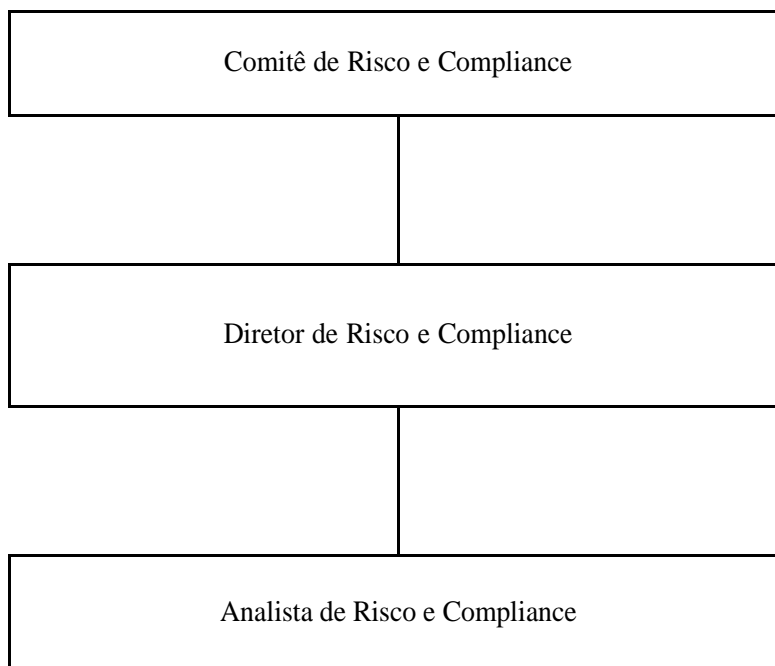 Comitê de Risco e Compliance
Diretor de Risco e Compliance
Analista de Risco e Compliance